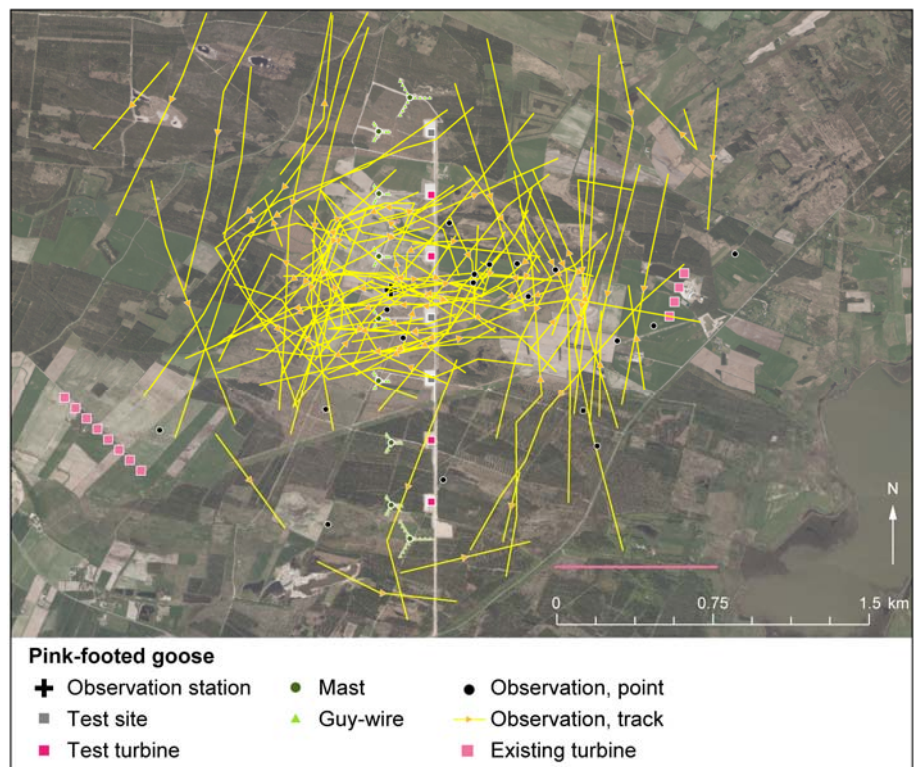 N
0 0.75 1.5 km
Pink-footed goose
Observation station
Mast
Observation, point
Test site
Guy-wire
Observation, track
Test turbine
Existing turbine